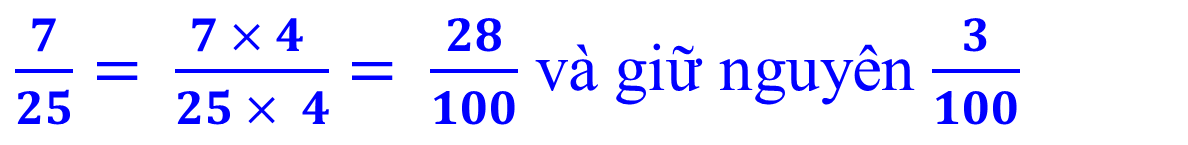 7/25 = 7 × 4/25 × 4 = 28/100 và giữ nguyên 3/100